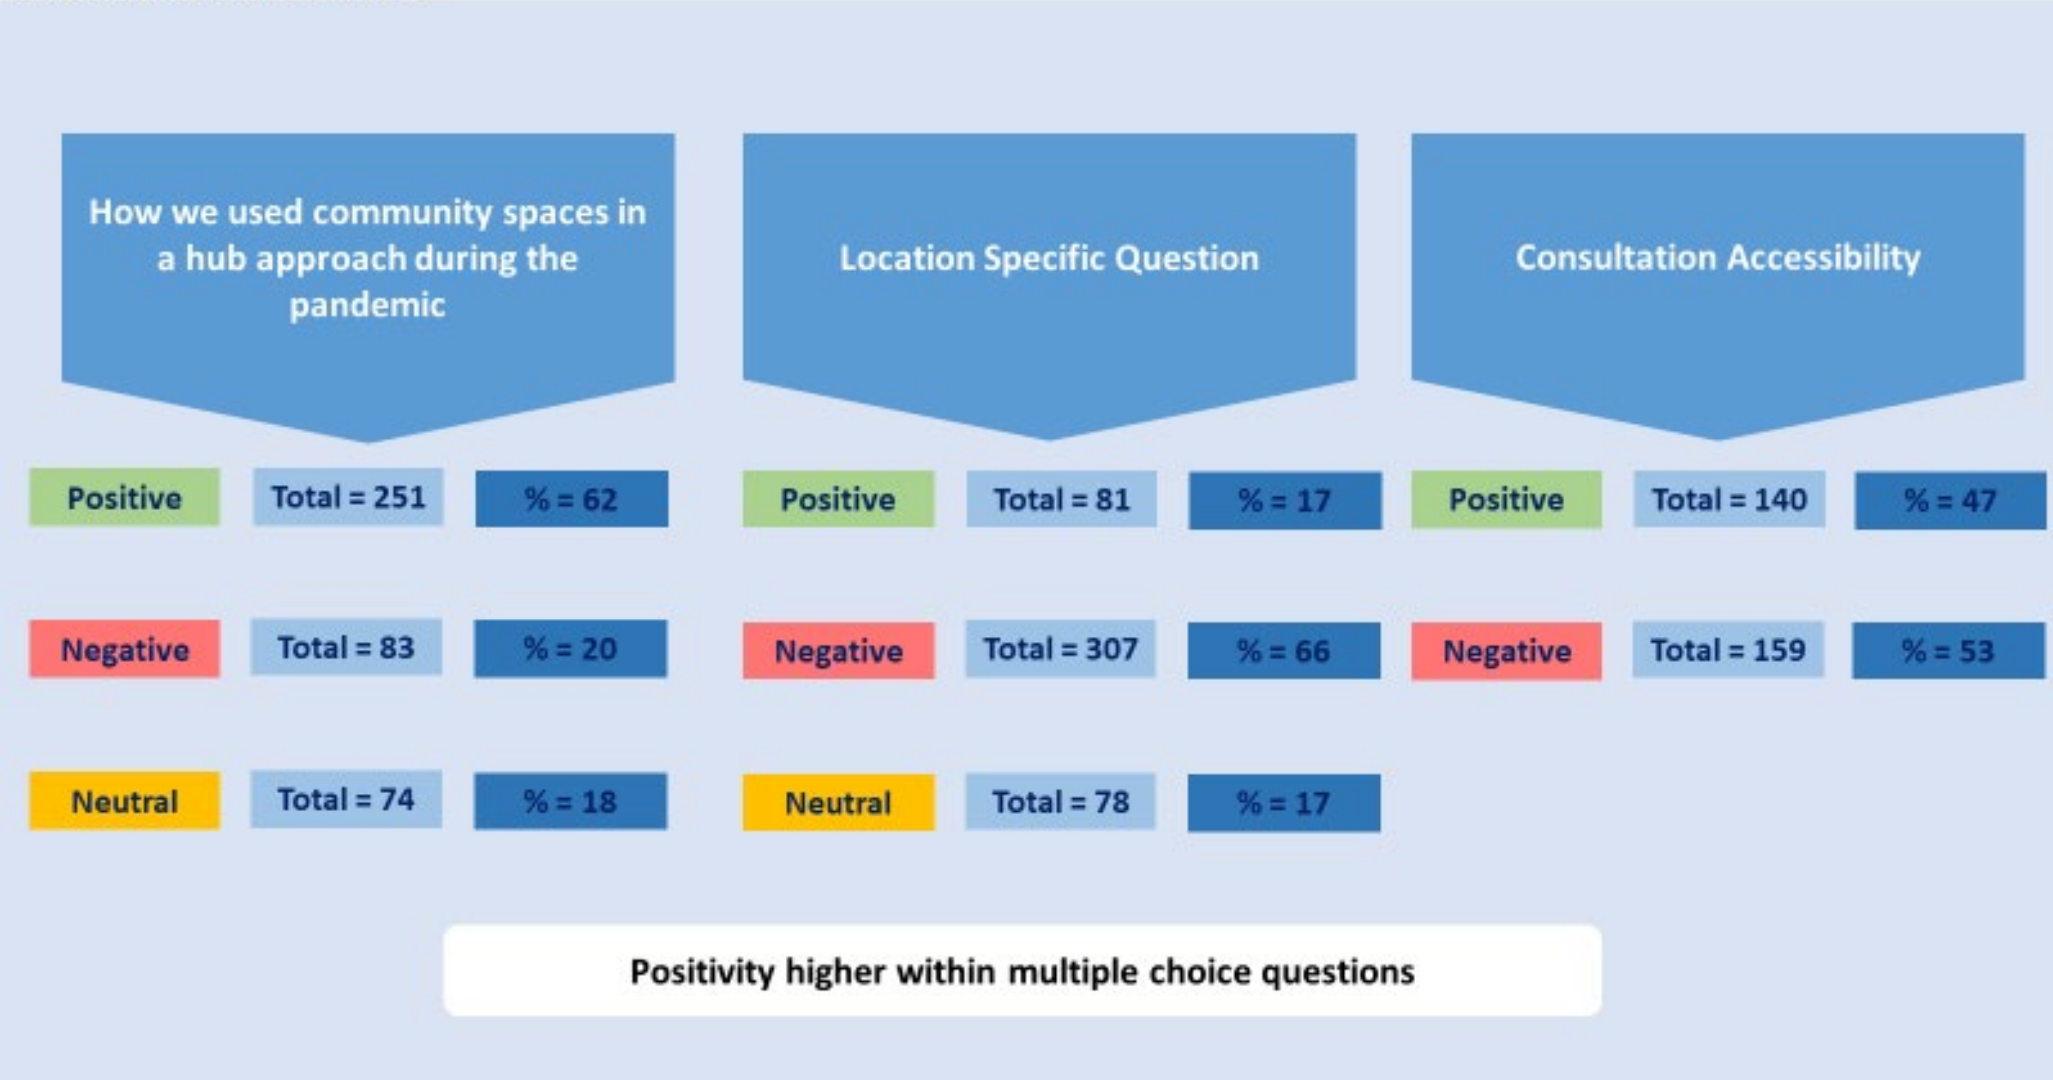 How we used community spaces in
a hub approach during the
pandemic
Positive
Total = 251
% = 62
Negative
Total = 83
% = 20
Neutral
Total = 74
% = 18
Location Specific Question
Positive
Total = 81
% = 17
Negative
Total = 307
% = 66
Neutral
Total = 78
% = 17
Consultation Accessibility
Positive
Total = 140
% = 47
Negative
Total = 159
% = 53
Positivity higher within multiple choice questions